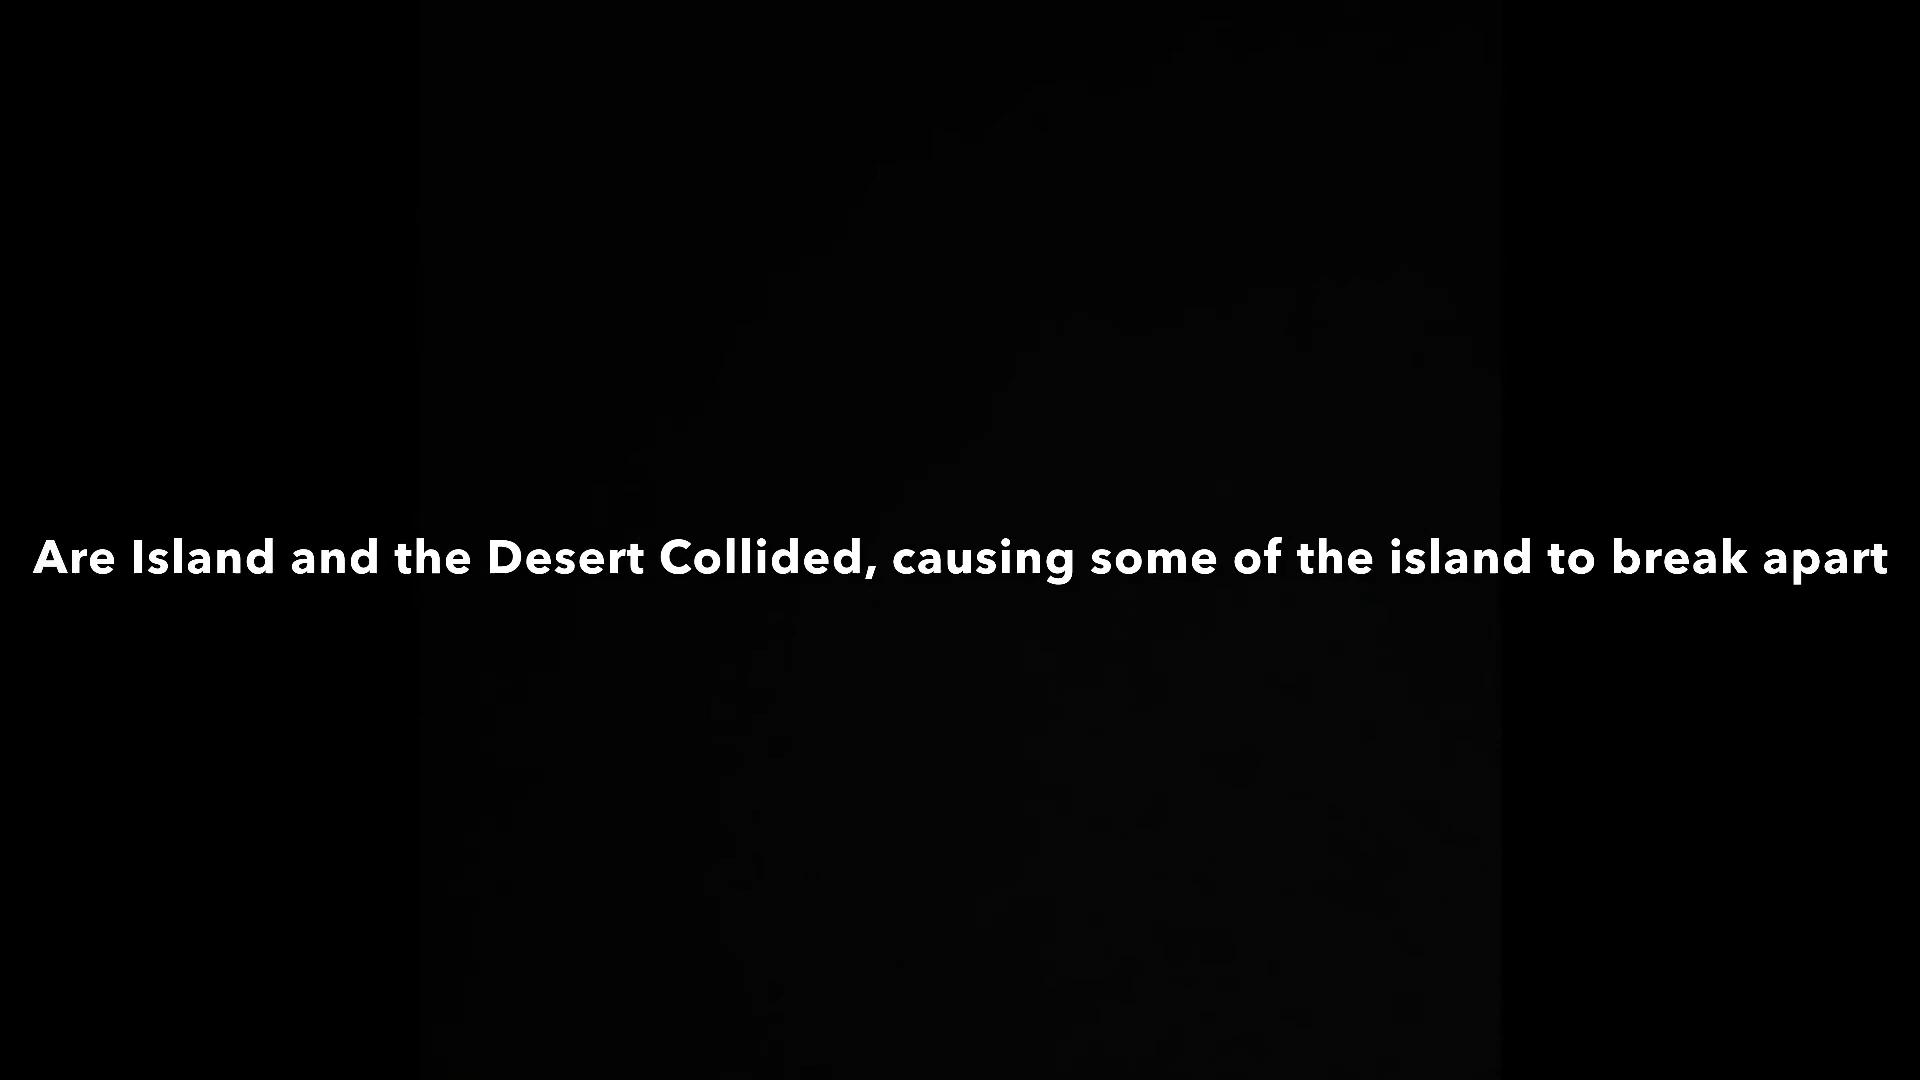 Are Island and the Desert Collided, causing some of the island to break apart